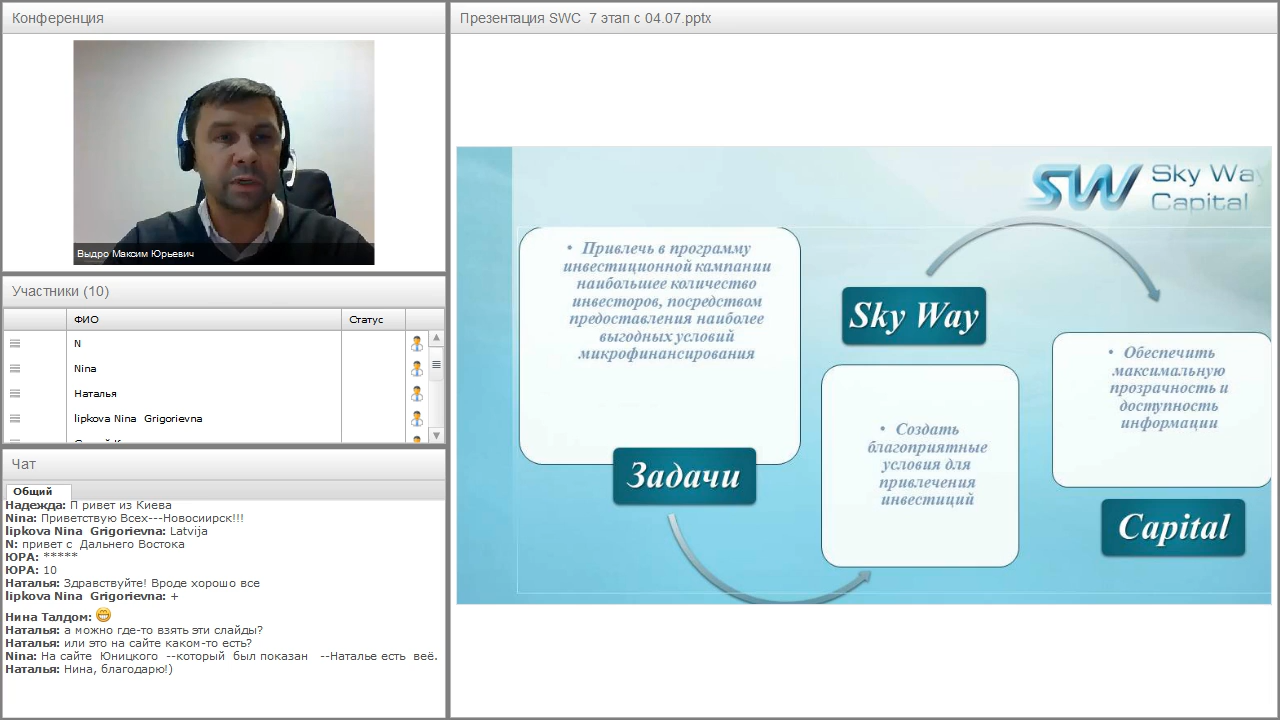 Конференция
Выдро Максим Юрьевич
Участники (10)
ФИО
Статус
N
Nina
Наталья
lipkova Nina Grigorievna
Чат
Общий
Надежда: П ривет из Киева
Nina: Приветствую Всех---Новосиирск!!!
lipkova Nina Grigorievna: Latvija
N: привет с Дальнего Востока
ЮРА: *****
ЮРА: 10
Наталья: Здравствуйте! Вроде хорошо все
lipkova Nina Grigorievna: +
Нина Талдом:
Наталья: а можно где-то взять эти слайды?
Наталья: или это на сайте каком-то есть?
Nina: На сайте Юницкого --который был показан --Наталье есть веё.
Наталья: Нина, благодарю!)
Презентация SWC 7 этап с 04.07.pptx
SW Sky Way
Capital
• Привлечь в программу
инвестиционной кампании
наибольшее количество
инвесторов, посредством
предоставления наиболее
выгодных условий
микрофинансирования
Задачи
Sky Way
• Создать
благоприятные
условия для
привлечения
инвестиций
• Обеспечить
максимальную
прозрачность и
доступность
информации
Capital